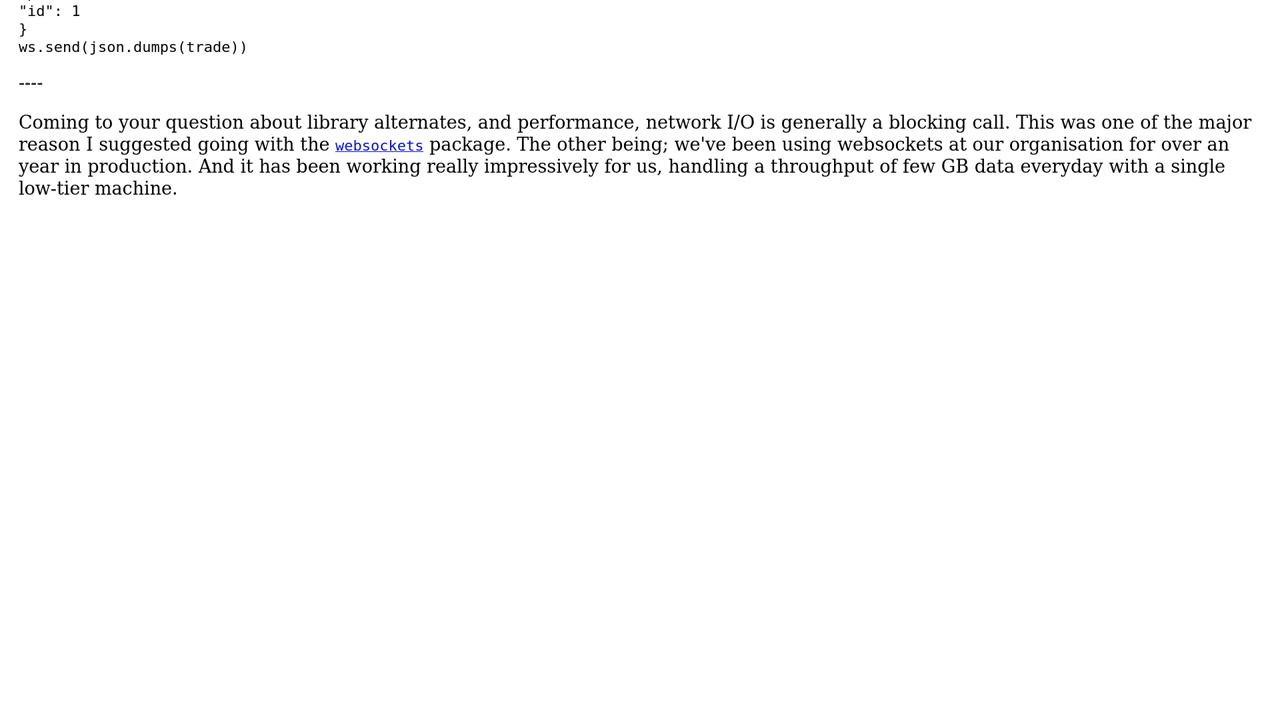 "id": 1
}
ws.send(json.dumps(trade))
----
Coming to your question about library alternates, and performance, network I/O is generally a blocking call. This was one of the major
reason I suggested going with the websockets package. The other being; we've been using websockets at our organisation for over an
year in production. And it has been working really impressively for us, handling a throughput of few GB data everyday with a single
low-tier machine.